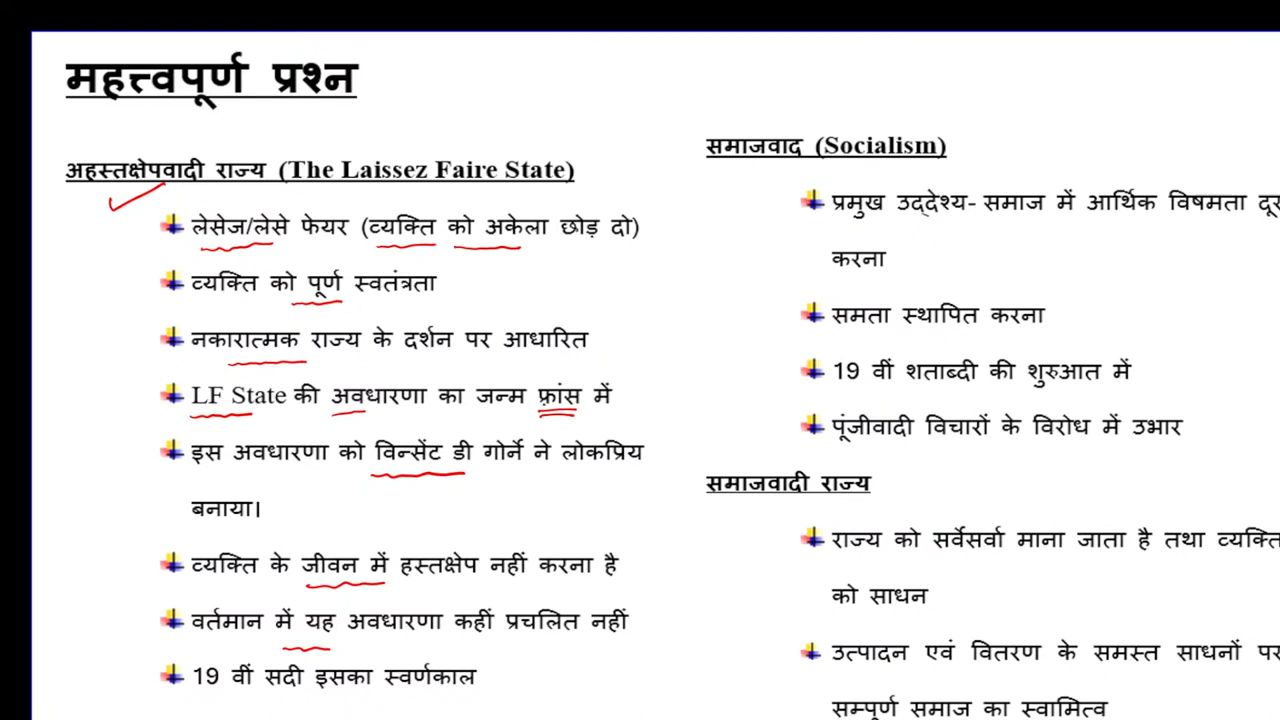 महत्त्वपूर्ण प्रश्न
अहस्तक्षेपवादी राज्य (The Laissez Faire State)
लेसेज/लेसे फेयर (व्यक्ति को अकेला छोड़ दो)
व्यक्ति को पूर्ण स्वतंत्रता
नकारात्मक राज्य के दर्शन पर आधारित
LF State की अवधारणा का जन्म फ़्रांस में
इस अवधारणा को विन्सेंट डी गोर्ने ने लोकप्रिय
बनाया।
व्यक्ति के जीवन में हस्तक्षेप नहीं करना है
वर्तमान में यह अवधारणा कहीं प्रचलित नहीं
19 वीं सदी इसका स्वर्णकाल
समाजवाद (Socialism)
प्रमुख उद्देश्य- समाज में आर्थिक विषमता
करना
समता स्थापित करना
19 वीं शताब्दी की शुरुआत में
पूंजीवादी विचारों के विरोध में उभार
समाजवादी राज्य
राज्य को सर्वेसर्वा माना जाता है तथा व्यक्ति
को साधन
उत्पादन एवं वितरण के समस्त साधनों
सम्पूर्ण समाज का स्वामित्व